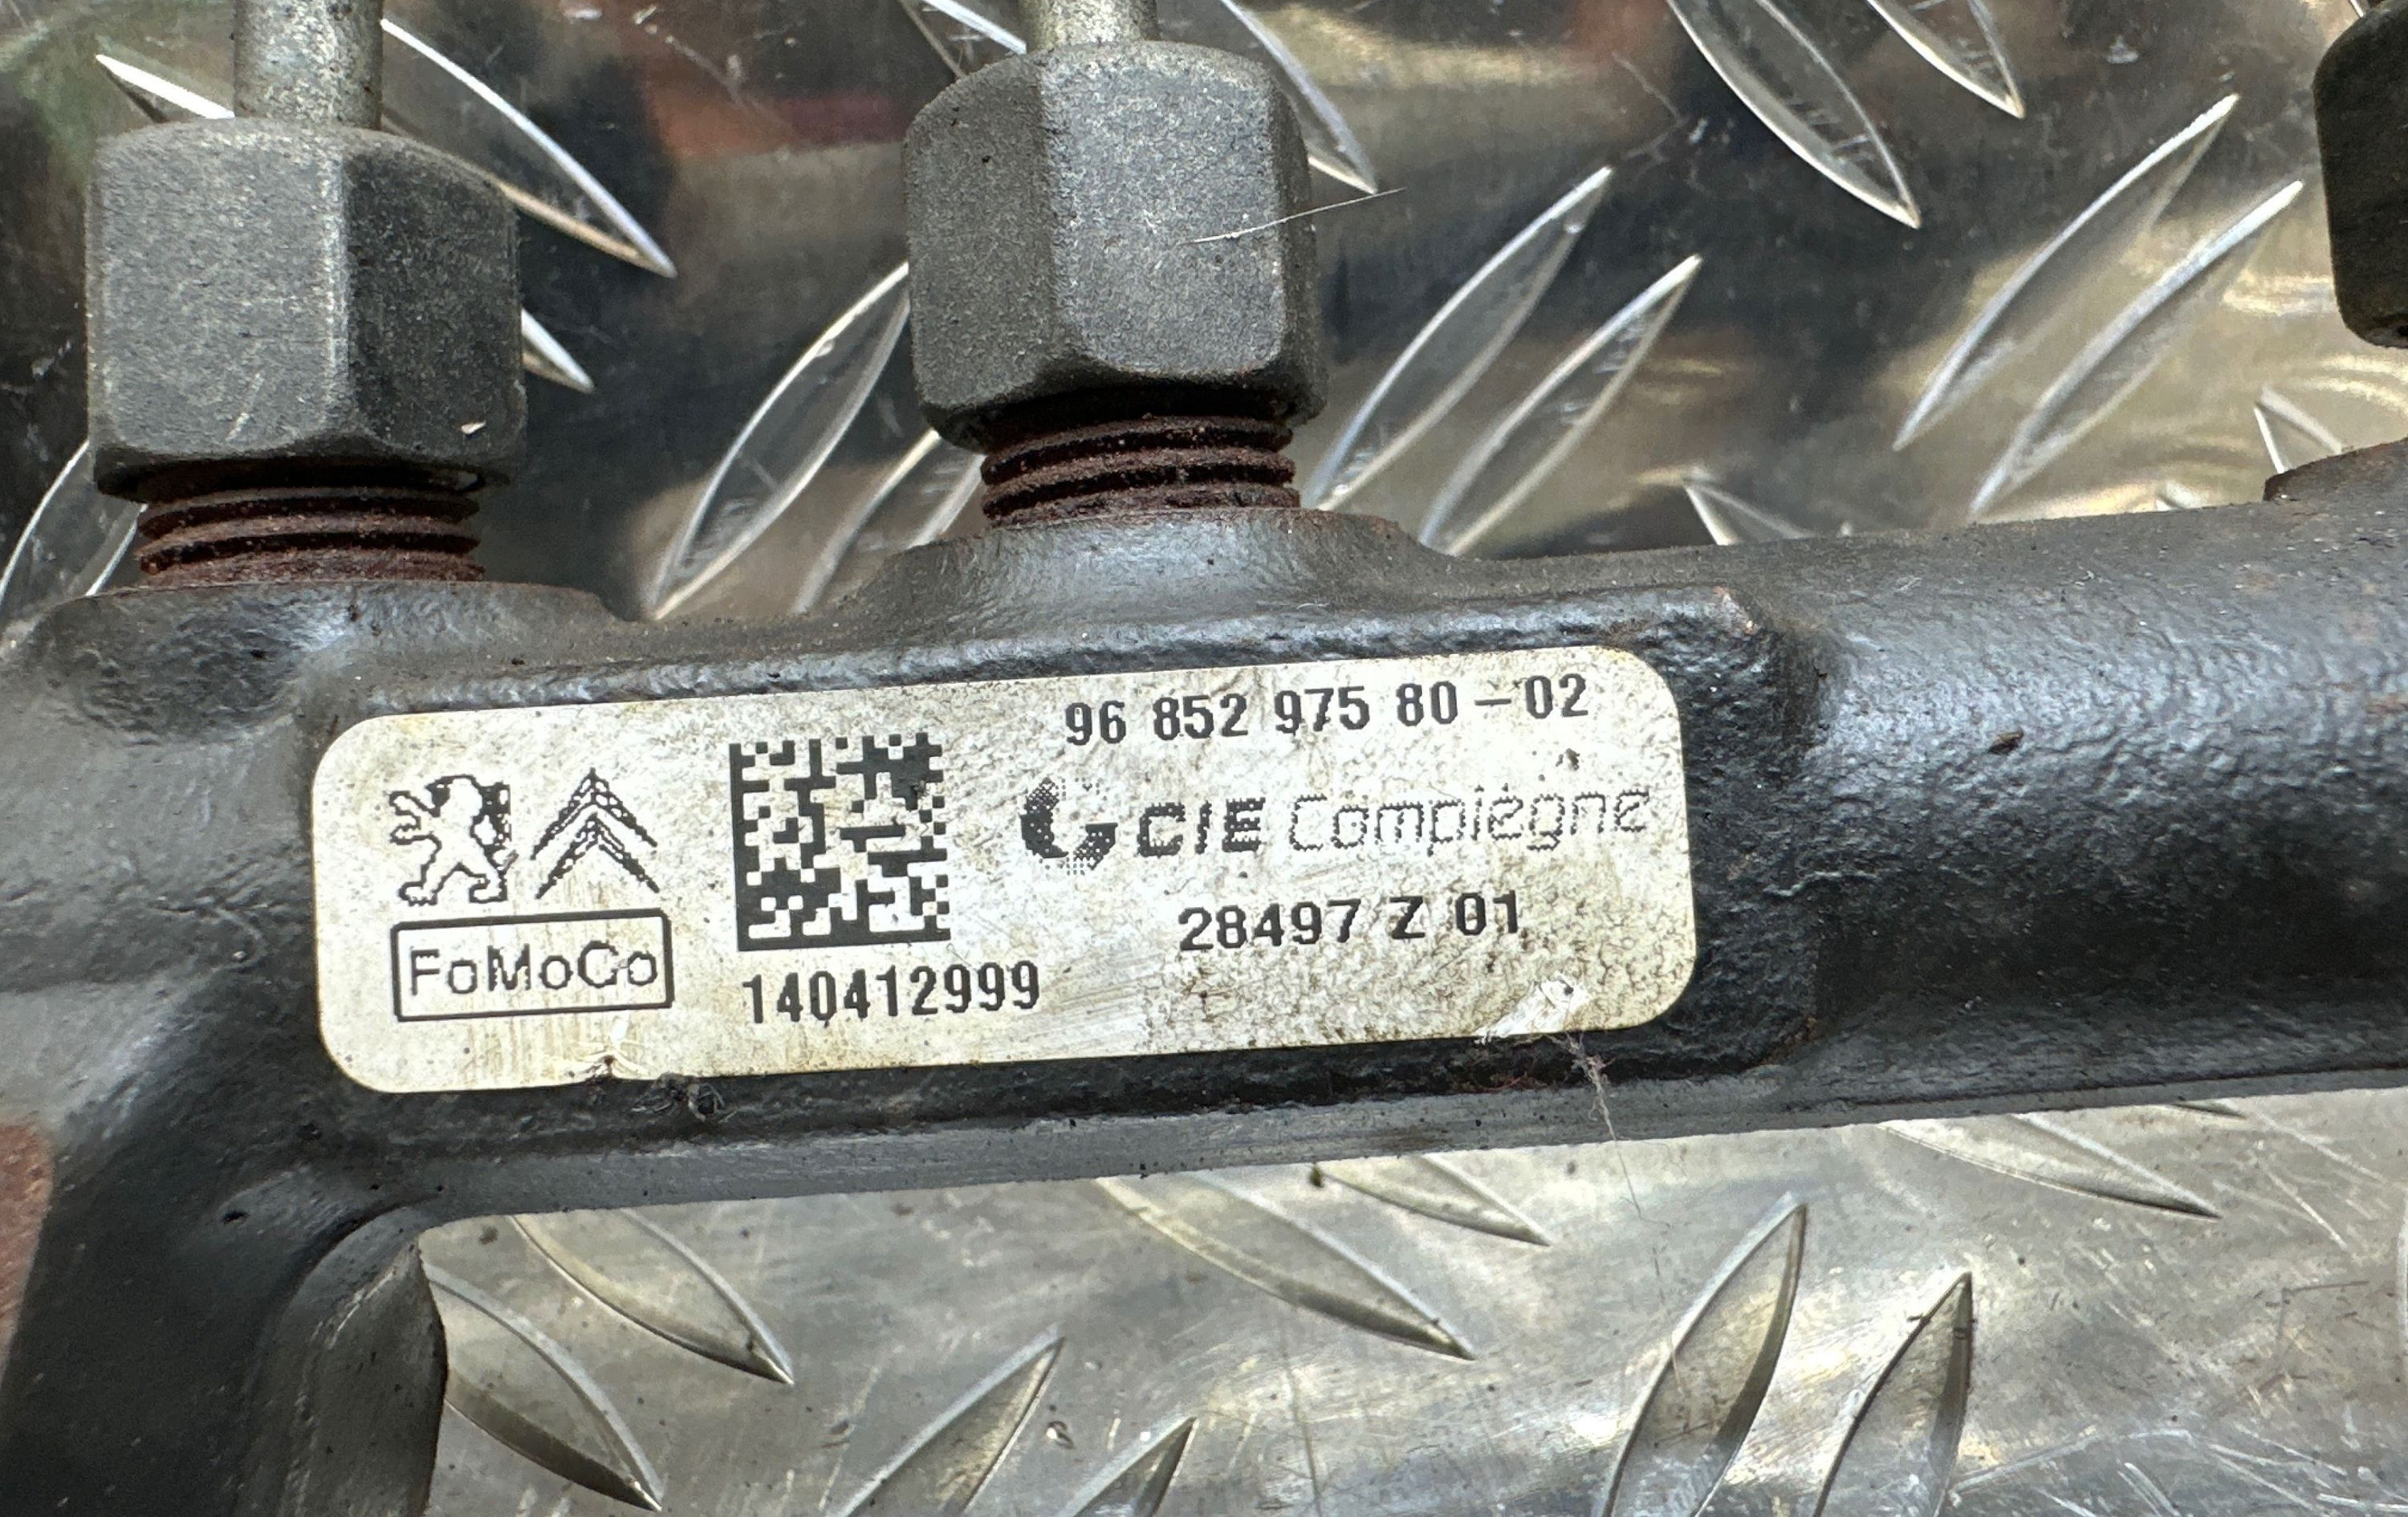 96 852 975 80-02
CIE Compiègne
28497 Z 01
FoMoCo
140412999